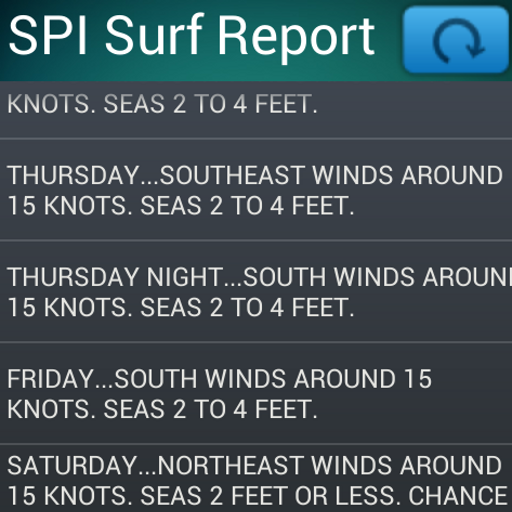 SPI Surf Report
KNOTS. SEAS 2 TO 4 FEET.
THURSDAY...SOUTHEAST WINDS AROUND
15 KNOTS. SEAS 2 TO 4 FEET.
THURSDAY NIGHT...SOUTH WINDS AROUN
15 KNOTS. SEAS 2 TO 4 FEET.
FRIDAY...SOUTH WINDS AROUND 15
KNOTS. SEAS 2 TO 4 FEET.
SATURDAY...NORTHEAST WINDS AROUND
15 KNOTS. SEAS 2 FEET OR LESS. CHANCE